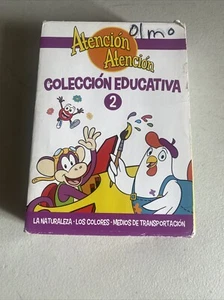 Olmo
Atención
Atención
COLECCIÓN EDUCATIVA
2
LA NATURALEZA • LOS COLORES • MEDIOS DE TRANSPORTACIÓN